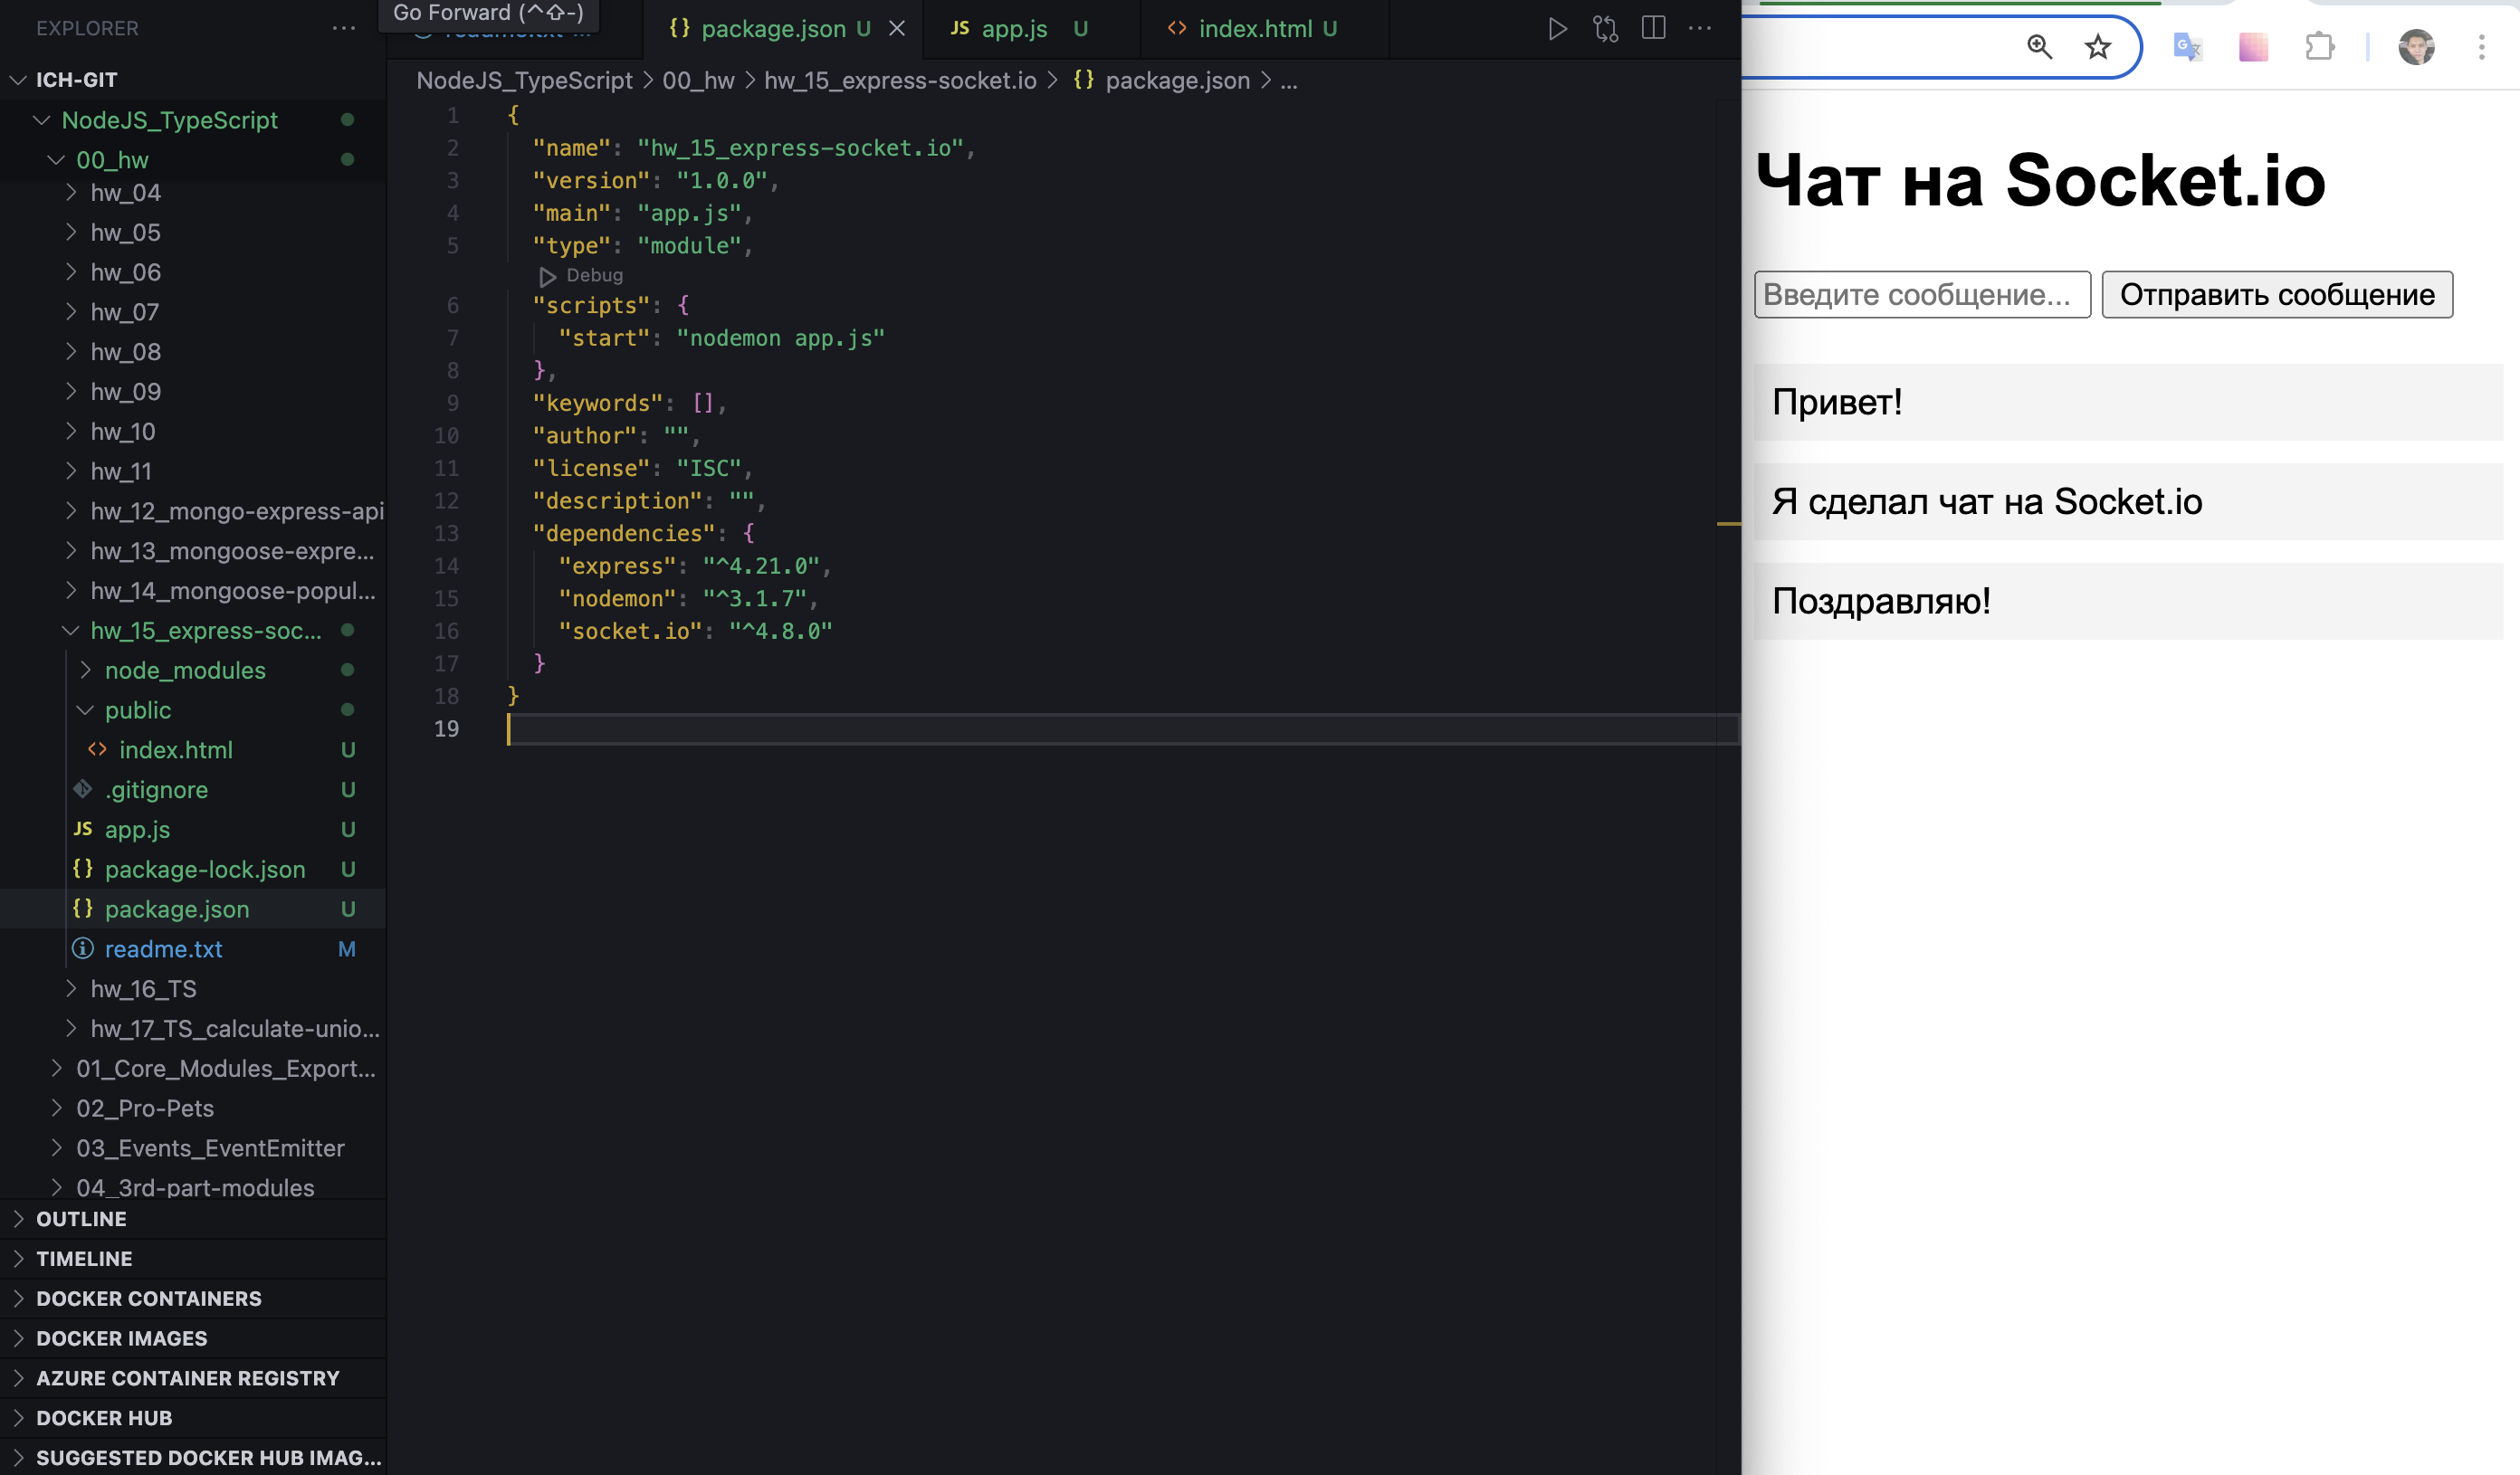 EXPLORER
ICH-GIT
NodeJS_TypeScript
00_hw
hw_04
hw_05
hw_06
hw_07
hw_08
hw_09
hw_10
hw_11
hw_12_mongo-express-api
hw_13_mongoose-expre...
hw_14_mongoose-popul...
hw_15_express-soc...
node_modules
public
<> index.html U
.gitignore U
JS app.js U
{} package-lock.json U
{} package.json U
readme.txt M
hw_16_TS
hw_17_TS_calculate-unio...
01_Core_Modules_Export...
02_Pro-Pets
03_Events_EventEmitter
04_3rd-part-modules
OUTLINE
TIMELINE
DOCKER CONTAINERS
DOCKER IMAGES
AZURE CONTAINER REGISTRY
DOCKER HUB
SUGGESTED DOCKER HUB IMAG...
Go Forward (^⇧-)
{} package.json U
JS app.js U
<> index.html U
NodeJS_TypeScript > 00_hw > hw_15_express-socket.io > {} package.json > ...
1 {
2 "name": "hw_15_express-socket.io",
3 "version": "1.0.0",
4 "main": "app.js",
5 "type": "module",
Debug
6 "scripts": {
7 "start": "nodemon app.js"
8 },
9 "keywords": [],
10 "author": "",
11 "license": "ISC",
12 "description": "",
13 "dependencies": {
14 "express": "^4.21.0",
15 "nodemon": "^3.1.7",
16 "socket.io": "^4.8.0"
17 }
18 }
19
Чат на Socket.io
Введите сообщение...
Отправить сообщение
Привет!
Я сделал чат на Socket.io
Поздравляю!